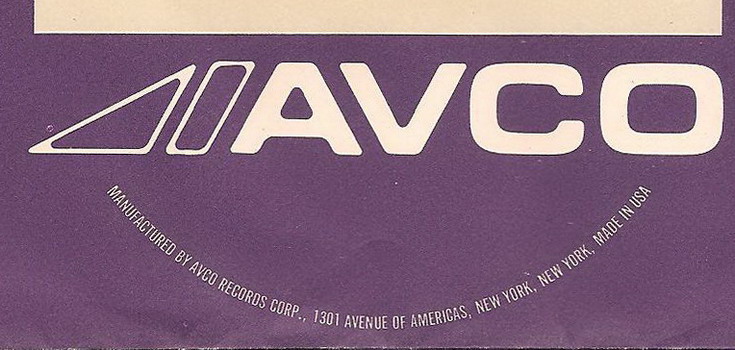 AVCO
MANUFACTURED BY AVCO RECORDS CORP., 1301 AVENUE OF AMERICAS, NEW YORK, NEW YORK, MADE IN USA